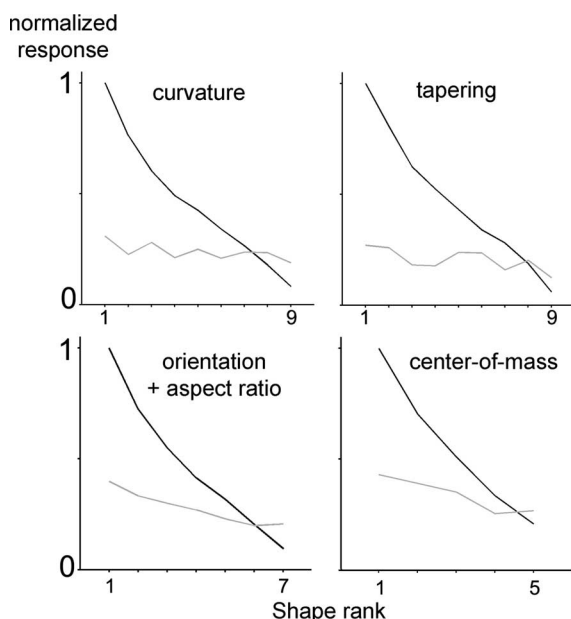 normalized
response
1
curvature
tapering
0
1
9
1
9
1
orientation
+ aspect ratio
center-of-mass
0
1
7
1
5
Shape rank